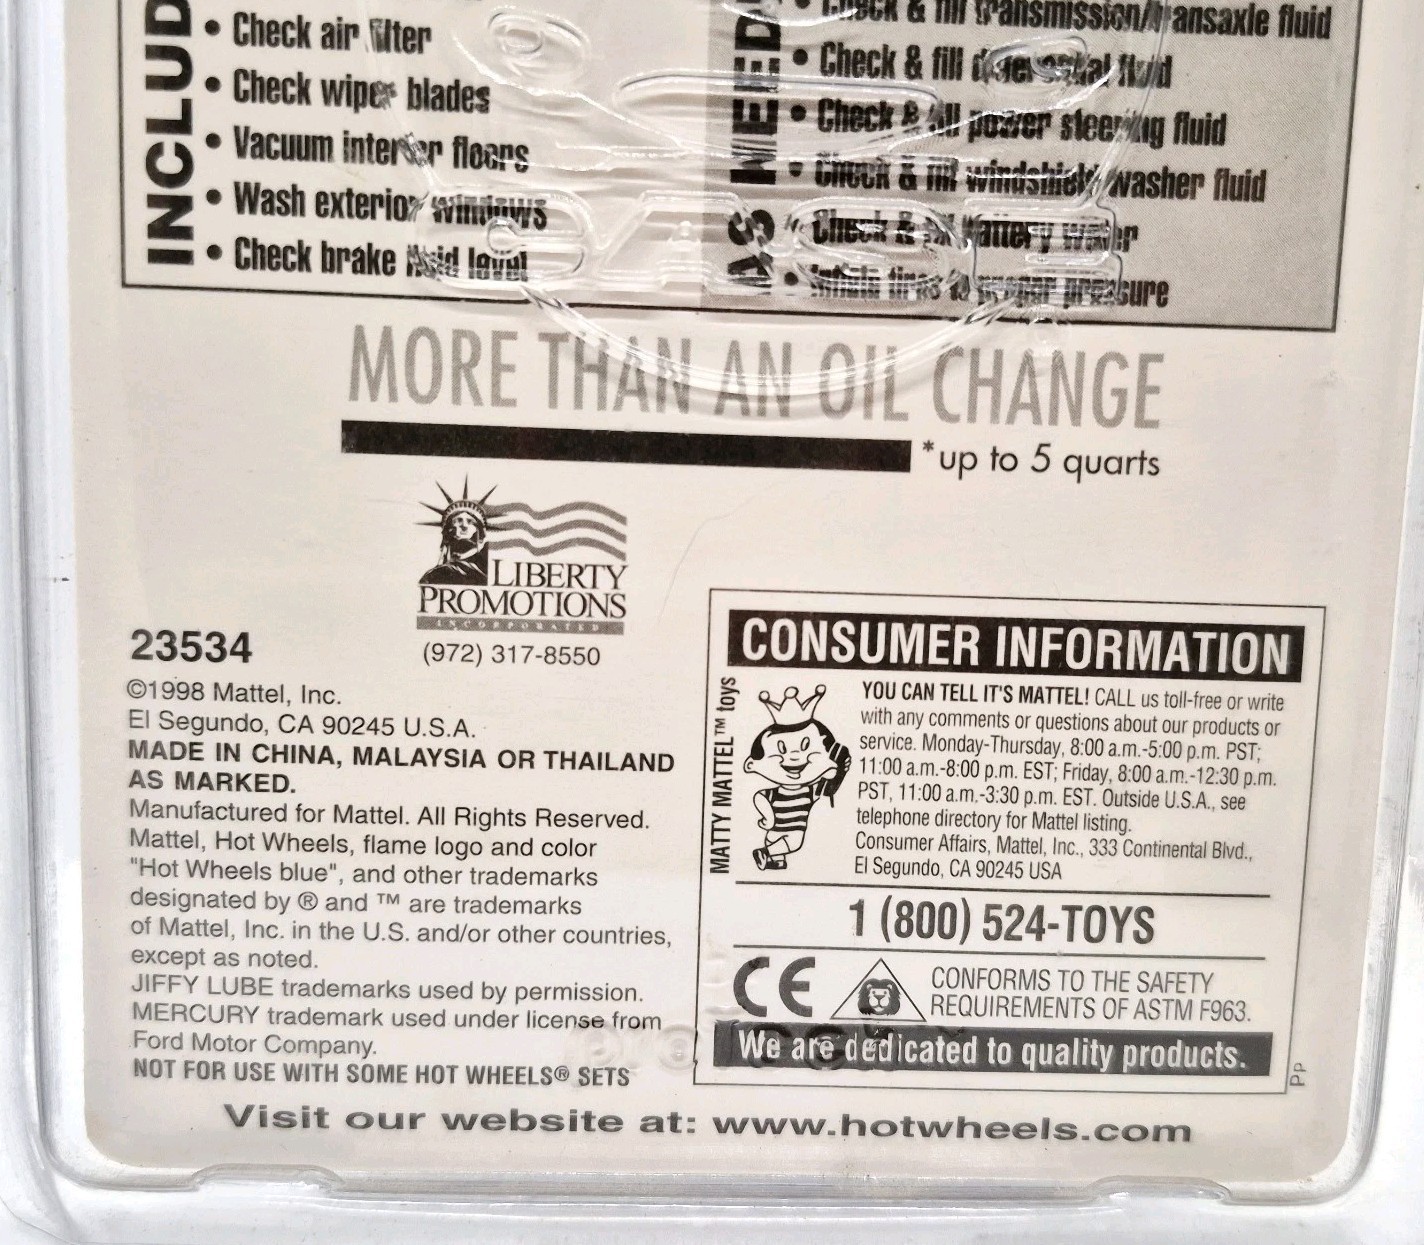 INCLUD
• Check air filter
• Check wiper blades
• Vacuum interior floors
• Wash exterior windows
• Check brake fluid level
AS NEED
• Check & fill transmission/transaxle fluid
• Check & fill differential fluid
• Check & fill power steering fluid
• Check & fill windshield washer fluid
• Check & fill battery water
• Inflate tires to proper pressure
MORE THAN AN OIL CHANGE
*up to 5 quarts
LIBERTY
PROMOTIONS
INCORPORATED
(972) 317-8550
23534
©1998 Mattel, Inc.
El Segundo, CA 90245 U.S.A.
MADE IN CHINA, MALAYSIA OR THAILAND
AS MARKED.
Manufactured for Mattel. All Rights Reserved.
Mattel, Hot Wheels, flame logo and color
"Hot Wheels blue", and other trademarks
designated by ® and ™ are trademarks
of Mattel, Inc. in the U.S. and/or other countries,
except as noted.
JIFFY LUBE trademarks used by permission.
MERCURY trademark used under license from
Ford Motor Company.
NOT FOR USE WITH SOME HOT WHEELS® SETS
CONSUMER INFORMATION
MATTY MATTEL™ toys
YOU CAN TELL IT'S MATTEL! CALL us toll-free or write
with any comments or questions about our products or
service. Monday-Thursday, 8:00 a.m.-5:00 p.m. PST;
11:00 a.m.-8:00 p.m. EST; Friday, 8:00 a.m.-12:30 p.m.
PST, 11:00 a.m.-3:30 p.m. EST. Outside U.S.A., see
telephone directory for Mattel listing.
Consumer Affairs, Mattel, Inc., 333 Continental Blvd.,
El Segundo, CA 90245 USA
1 (800) 524-TOYS
CE
CONFORMS TO THE SAFETY
REQUIREMENTS OF ASTM F963.
We are dedicated to quality products.
PP
Visit our website at: www.hotwheels.com